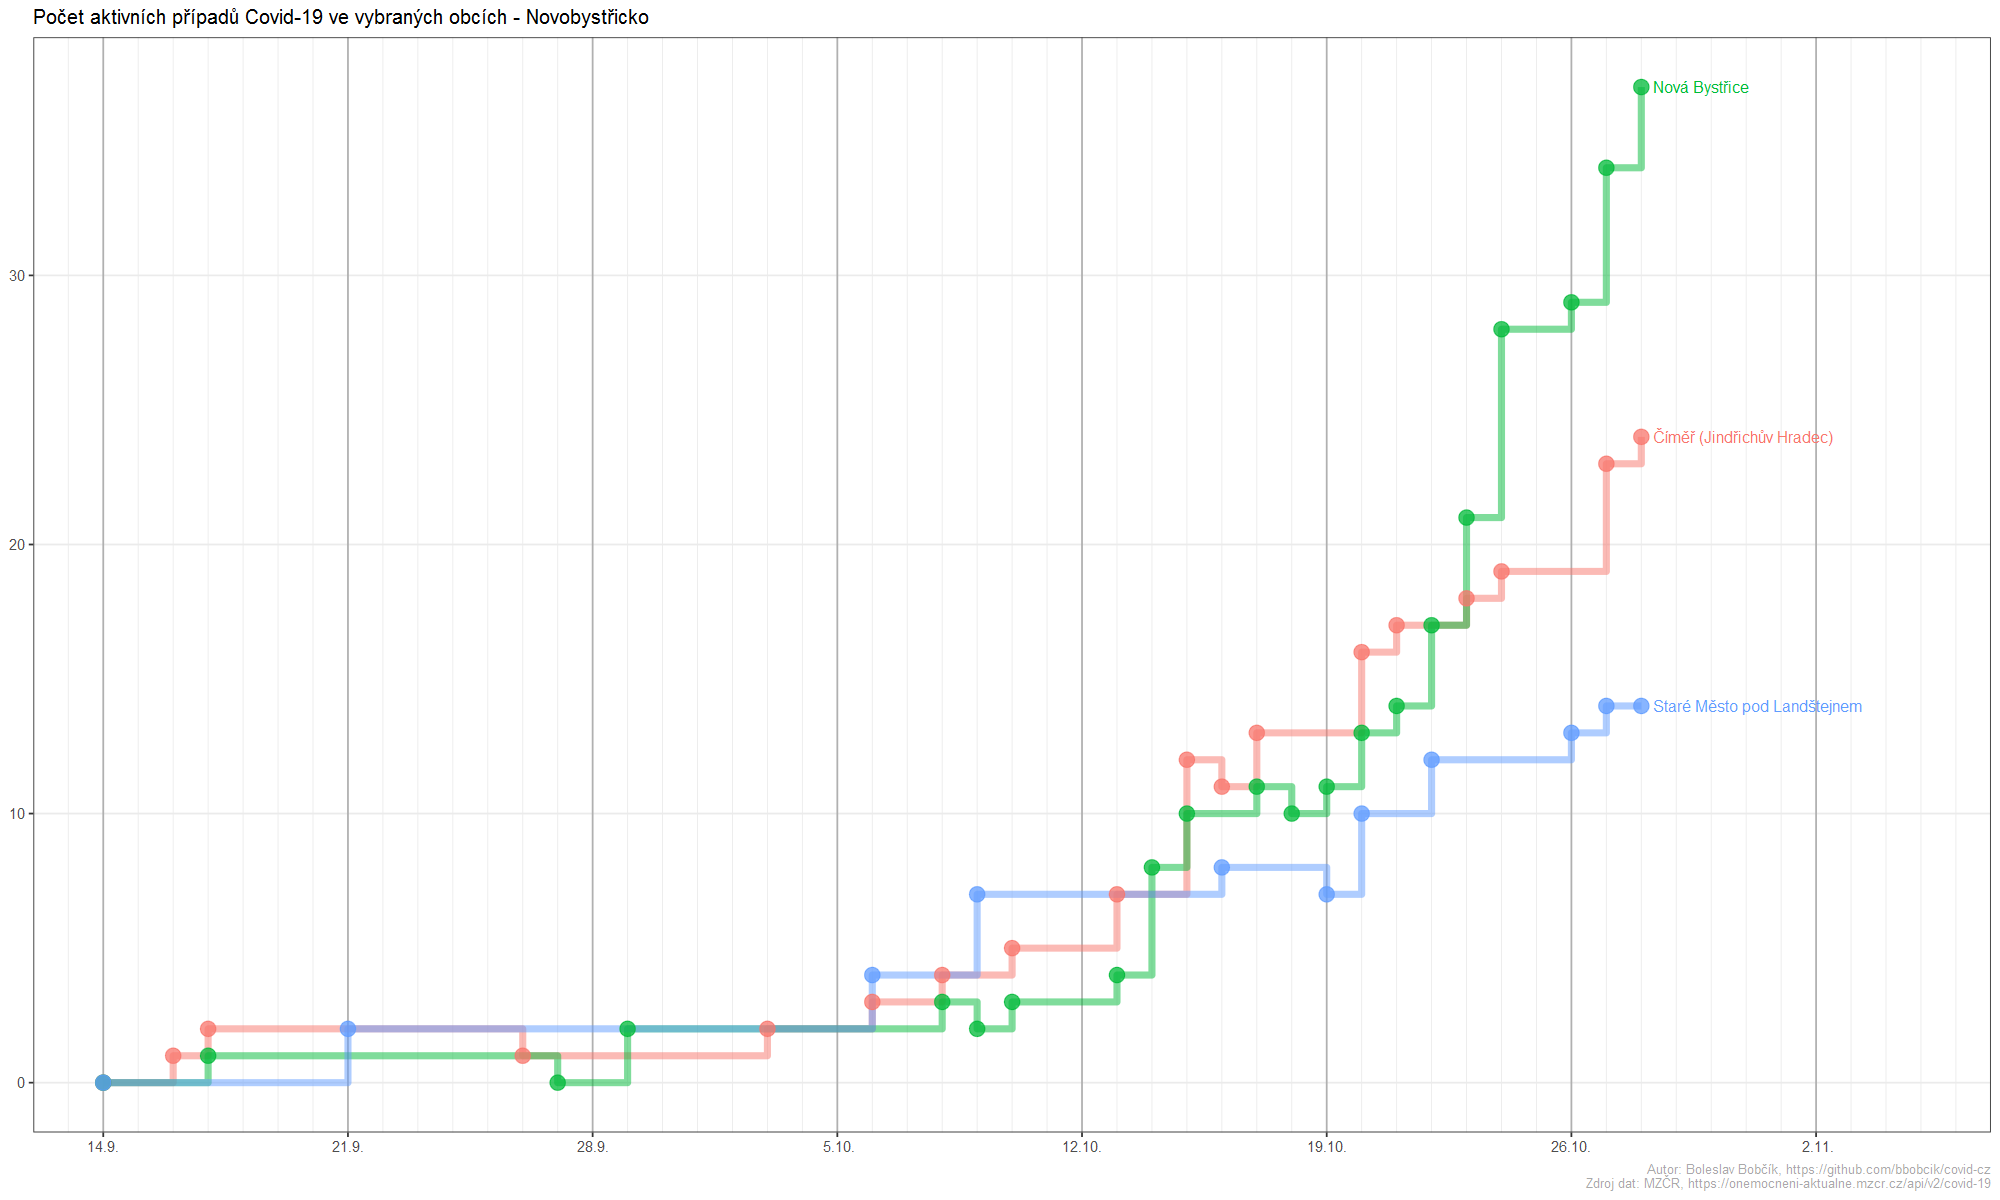 Počet aktivních případů Covid-19 ve vybraných obcích - Novobystřicko
Nová Bystřice
30
Číměř (Jindřichův Hradec)
20
Staré Město pod Landštejnem
10
0
14.9. 21.9. 28.9. 5.10. 12.10. 19.10. 26.10. 2.11.
Autor: Boleslav Bobčík, https://github.com/bbobcik/covid-cz
Zdroj dat: MZČR, https://onemocneni-aktualne.mzcr.cz/api/v2/covid-19